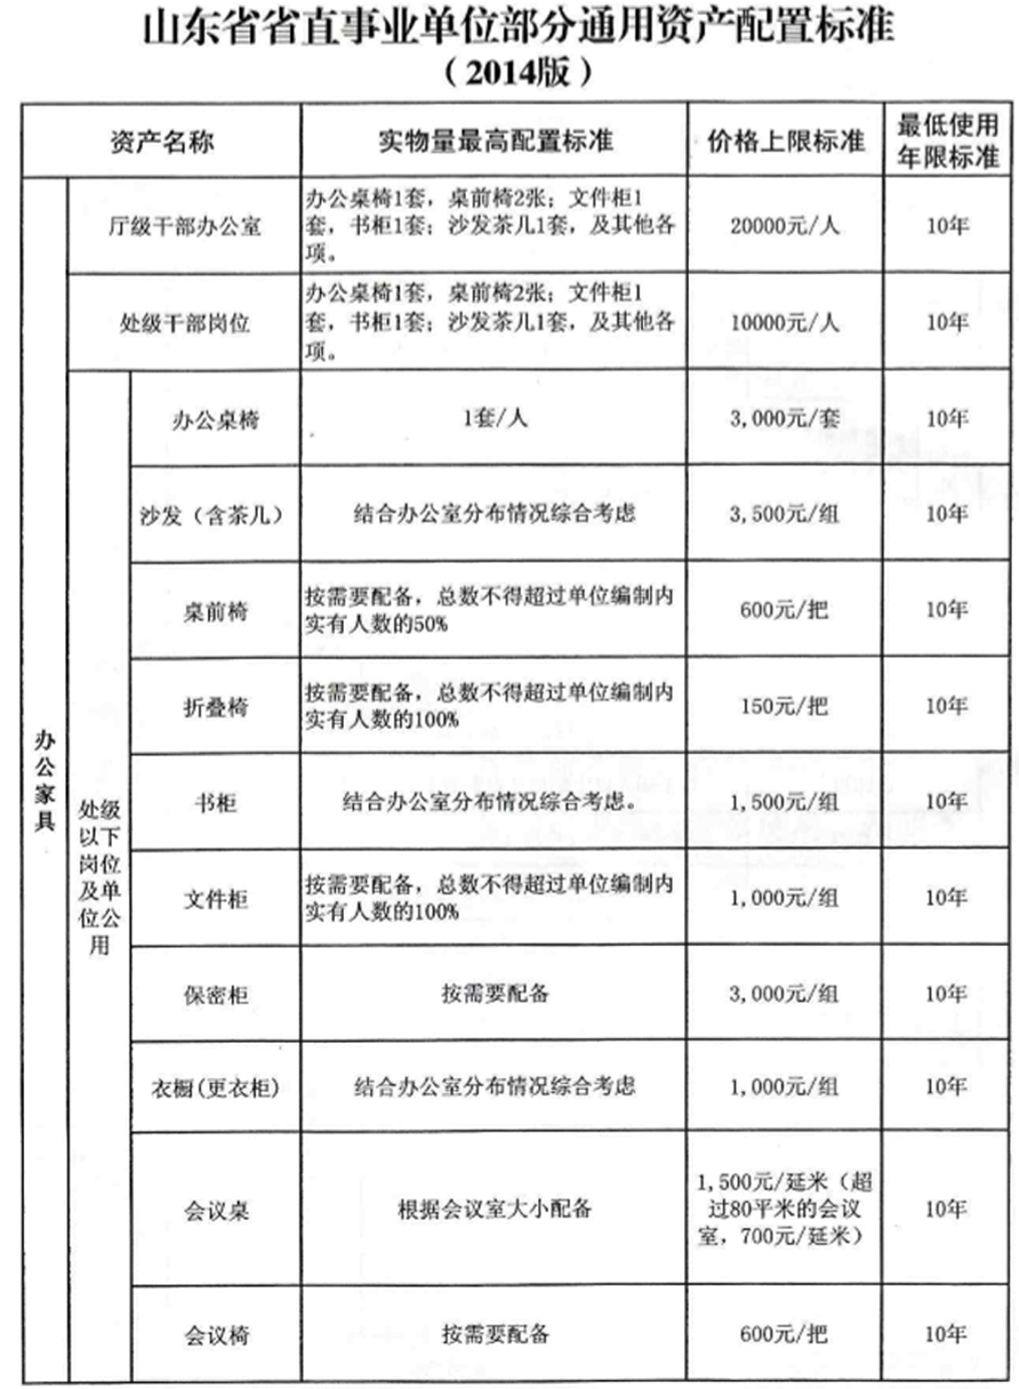 山东省省直事业单位部分通用资产配置标准
（2014版）
资产名称
实物量最高配置标准
价格上限标准
最低使用
年限标准
办公家具
厅级干部办公室
办公桌椅1套，桌前椅2张；文件柜1
套，书柜1套；沙发茶几1套，及其他各
项。
20000元/人
10年
处级干部岗位
办公桌椅1套，桌前椅2张；文件柜1
套，书柜1套；沙发茶几1套，及其他各
项。
10000元/人
10年
处级
以下
岗位
及单
位公
用
办公桌椅
1套/人
3,000元/套
10年
沙发（含茶几）
结合办公室分布情况综合考虑
3,500元/组
10年
桌前椅
按需要配备，总数不得超过单位编制内
实有人数的50%
600元/把
10年
折叠椅
按需要配备，总数不得超过单位编制内
实有人数的100%
150元/把
10年
书柜
结合办公室分布情况综合考虑。
1,500元/组
10年
文件柜
按需要配备，总数不得超过单位编制内
实有人数的100%
1,000元/组
10年
保密柜
按需要配备
3,000元/组
10年
衣橱(更衣柜)
结合办公室分布情况综合考虑
1,000元/组
10年
会议桌
根据会议室大小配备
1,500元/延米（超
过80平米的会议
室，700元/延米）
10年
会议椅
按需要配备
600元/把
10年